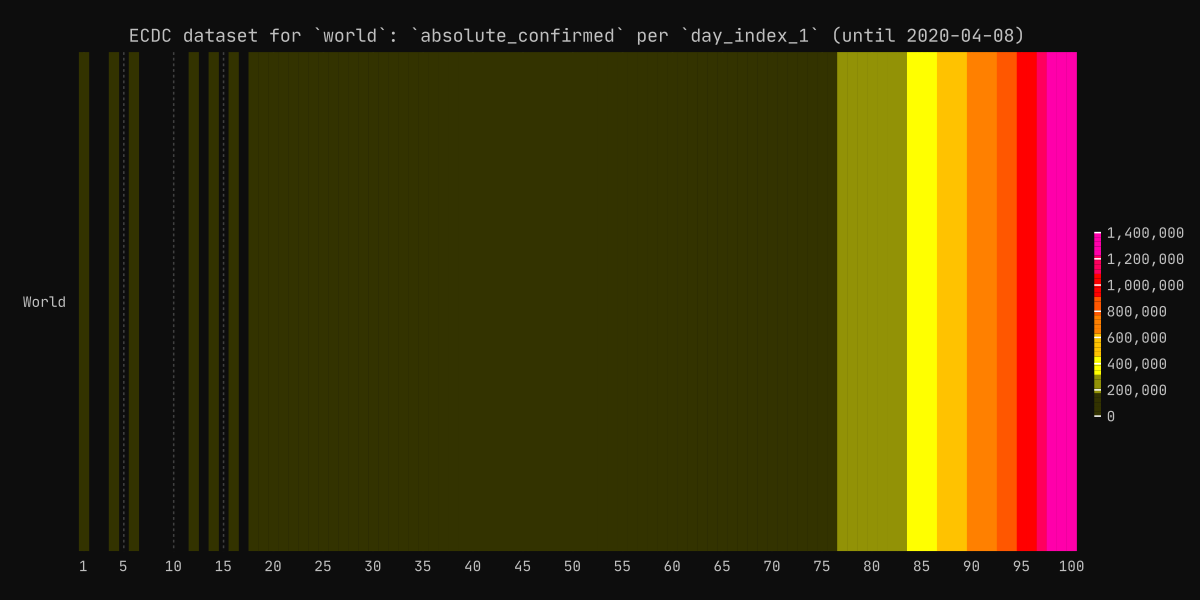 ECDC dataset for `world`: `absolute_confirmed` per `day_index_1` (until 2020-04-08)
World
1,400,000
1,200,000
1,000,000
800,000
600,000
400,000
200,000
0
1 5 10 15 20 25 30 35 40 45 50 55 60 65 70 75 80 85 90 95 100